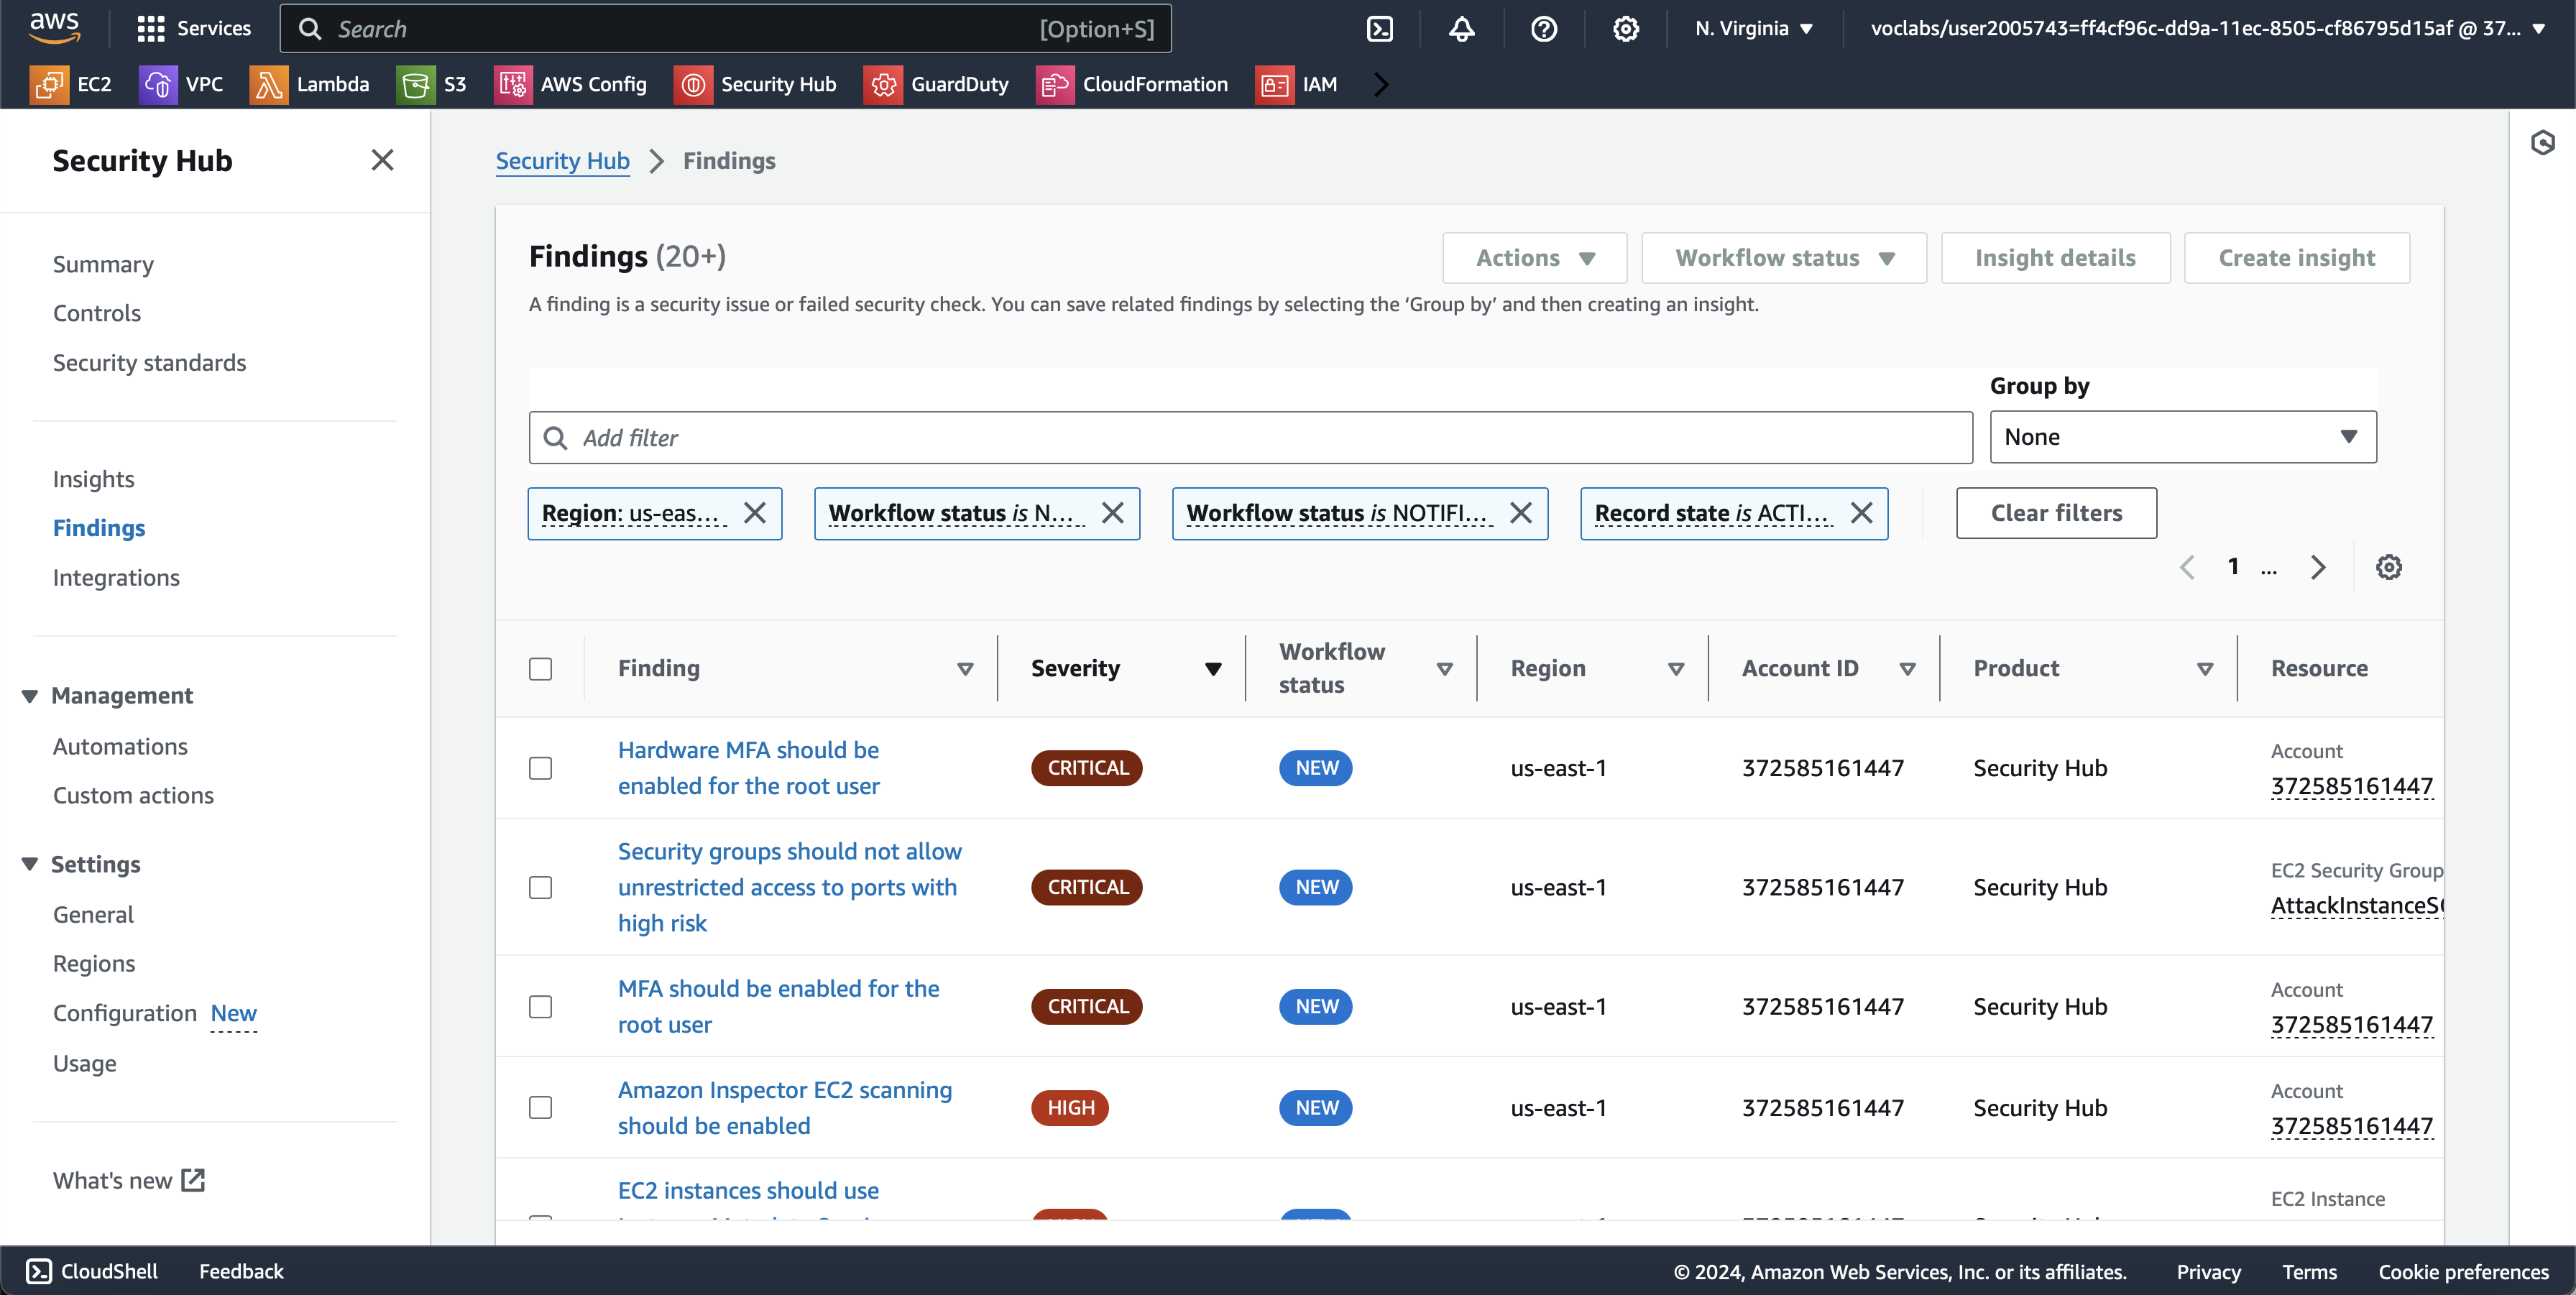 aws
Services
Search
[Option+S]
N. Virginia
voclabs/user2005743=ff4cf96c-dd9a-11ec-8505-cf86795d15af @ 37...
EC2
VPC
Lambda
S3
AWS Config
Security Hub
GuardDuty
CloudFormation
IAM
Security Hub
Summary
Controls
Security standards
Insights
Findings
Integrations
Management
Automations
Custom actions
Settings
General
Regions
Configuration New
Usage
What's new
Security Hub > Findings
Findings (20+)
Actions
Workflow status
Insight details
Create insight
A finding is a security issue or failed security check. You can save related findings by selecting the ‘Group by’ and then creating an insight.
Group by
Add filter
None
Region: us-eas...
Workflow status is N...
Workflow status is NOTIFI...
Record state is ACTI...
Clear filters
1 ...
Finding
Severity
Workflow
status
Region
Account ID
Product
Resource
Hardware MFA should be
enabled for the root user
CRITICAL
NEW
us-east-1
372585161447
Security Hub
Account
372585161447
Security groups should not allow
unrestricted access to ports with
high risk
CRITICAL
NEW
us-east-1
372585161447
Security Hub
EC2 Security Group
AttackInstanceS
MFA should be enabled for the
root user
CRITICAL
NEW
us-east-1
372585161447
Security Hub
Account
372585161447
Amazon Inspector EC2 scanning
should be enabled
HIGH
NEW
us-east-1
372585161447
Security Hub
Account
372585161447
EC2 instances should use
EC2 Instance
CloudShell
Feedback
© 2024, Amazon Web Services, Inc. or its affiliates.
Privacy
Terms
Cookie preferences